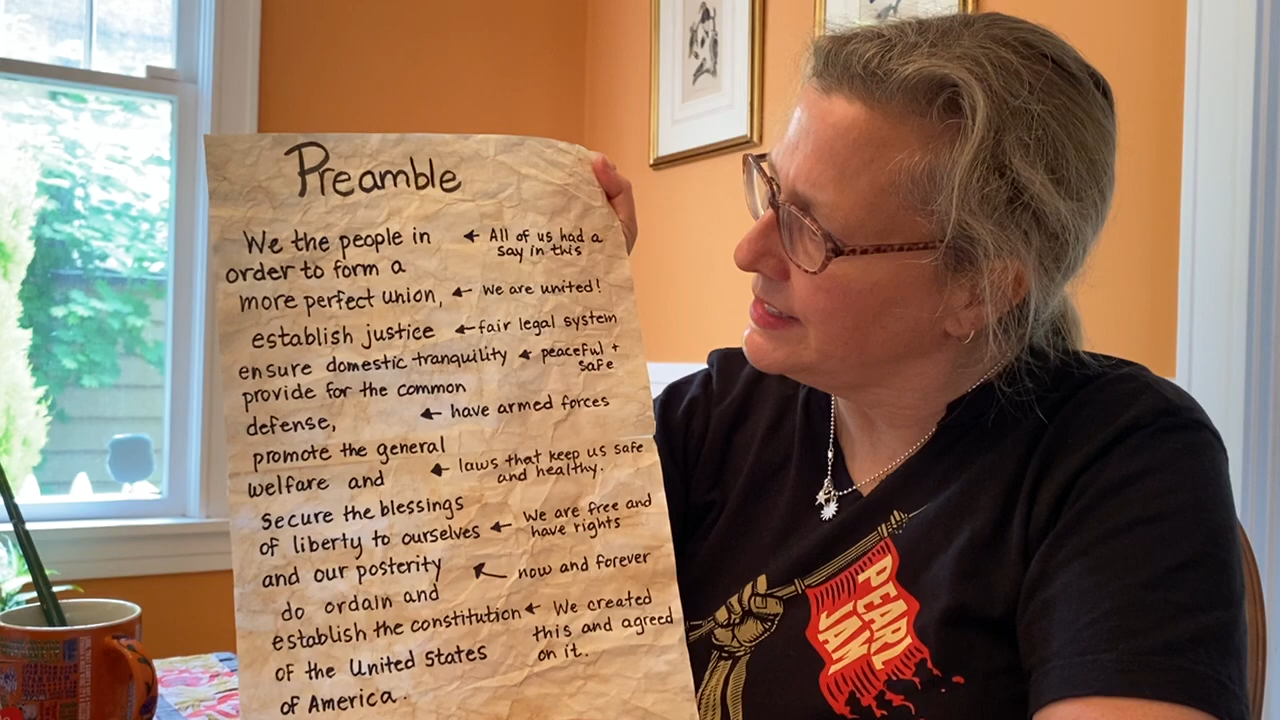 Preamble
We the people in ← All of us had a
say in this
order to form a
more perfect union, ← We are united!
establish justice ← fair legal system
ensure domestic tranquility ← peaceful +
safe
provide for the common
defense, ← have armed forces
promote the general
welfare and ← laws that keep us safe
and healthy.
Secure the blessings
of liberty to ourselves ← We are free and
have rights
and our posterity ← now and forever
do ordain and
establish the constitution ← We created
this and agreed
on it.
of the United States
of America.
PEARL
JAM